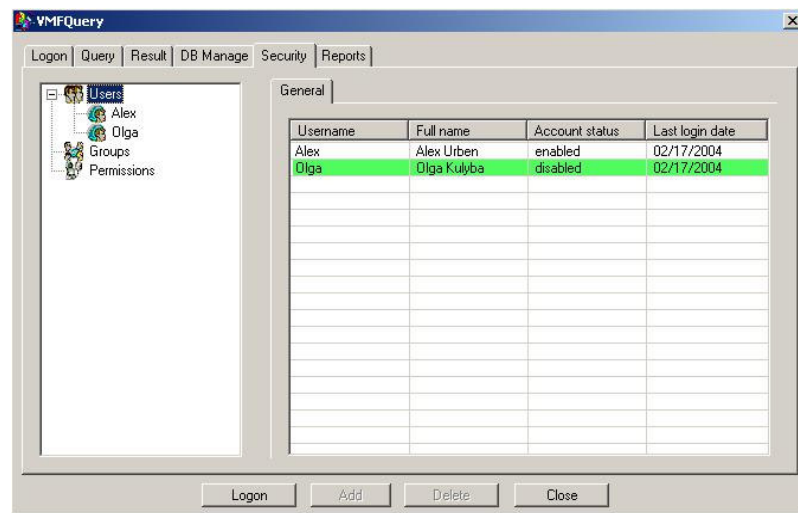 VMFQuery
Logon Query Result DB Manage Security Reports
Users
Alex
Olga
Groups
Permissions
General
Username Full name Account status Last login date
Alex Alex Urben enabled 02/17/2004
Olga Olga Kulyba disabled 02/17/2004
Logon Add Delete Close